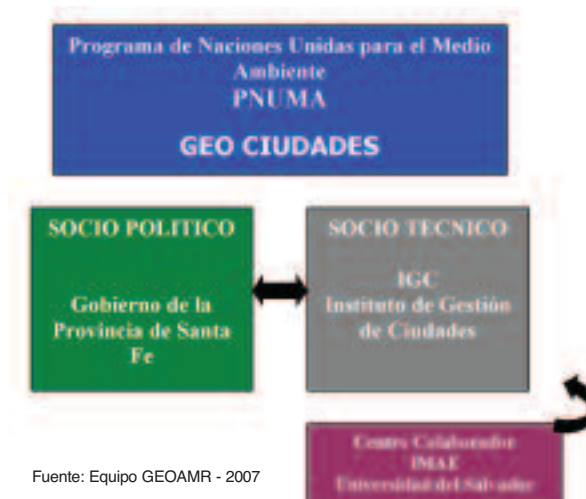 Programa de Naciones Unidas para el Medio
Ambiente
PNUMA
GEO CIUDADES
SOCIO POLITICO
Gobierno de la
Provincia de Santa
Fe
SOCIO TECNICO
IGC
Instituto de Gestión
de Ciudades
Centro Colaborador
IMAE
Universidad del Salvador
Fuente: Equipo GEOAMR - 2007